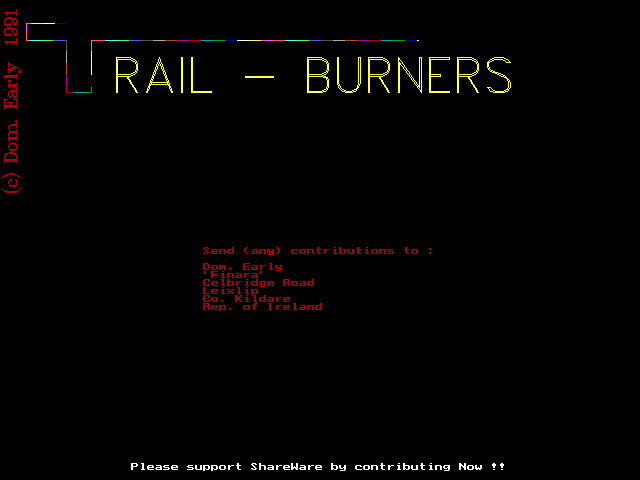 (c) Dom. Early 1991
TRAIL - BURNERS
Send (any) contributions to :
Dom. Early
'Finara'
Celbridge Road
Leixlip
Co. Kildare
Rep. of Ireland
Please support ShareWare by contributing Now !!